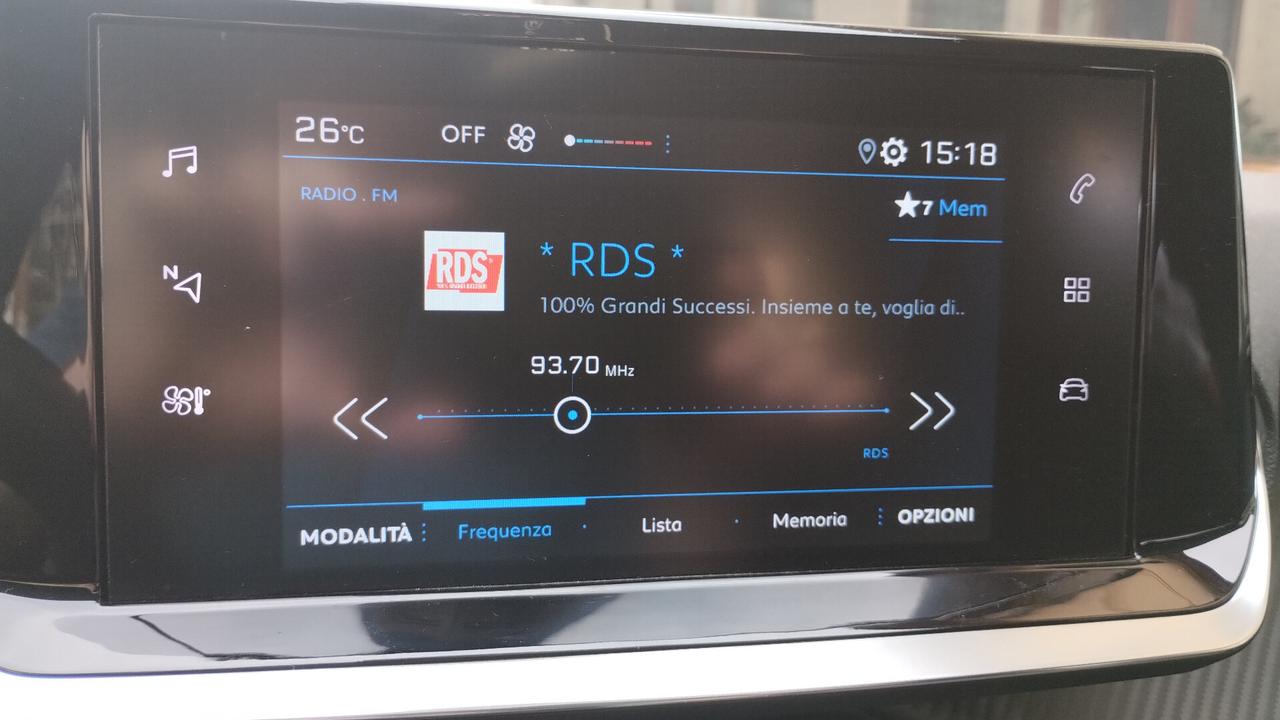 26°C OFF 15:18
RADIO . FM
7 Mem
RDS
* RDS *
100% Grandi Successi. Insieme a te, voglia di..
N
93.70 MHz
RDS
MODALITÀ Frequenza Lista Memoria OPZIONI